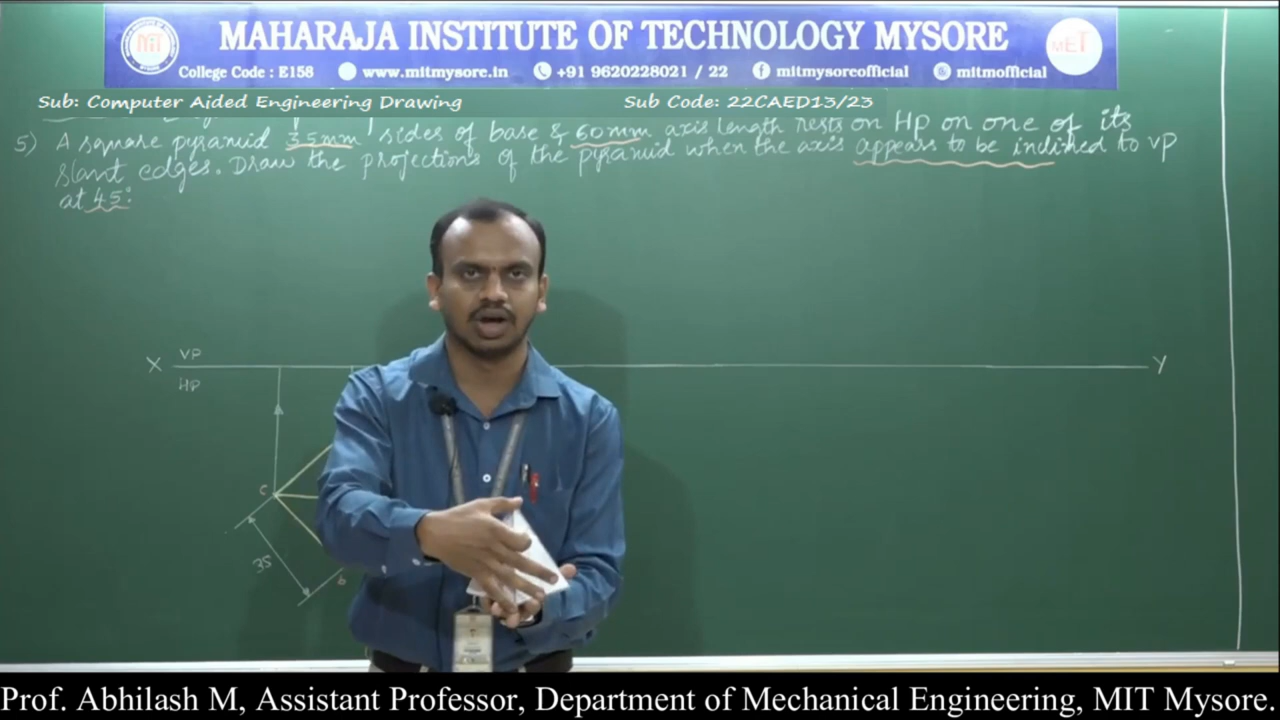 MAHARAJA INSTITUTE OF TECHNOLOGY MYSORE
College Code : E158 www.mitmysore.in +91 9620228021 / 22 mitmysoreofficial mitmofficial
Sub: Computer Aided Engineering Drawing Sub Code: 22CAED13/23
5) A square pyramid 35mm sides of base & 60mm axis length rests on HP on one of its
slant edges. Draw the projections of the pyramid when the axis appears to be inclined to VP
at 45°.
X VP Y
HP
c
35
b
MIT
MET
Prof. Abhilash M, Assistant Professor, Department of Mechanical Engineering, MIT Mysore.